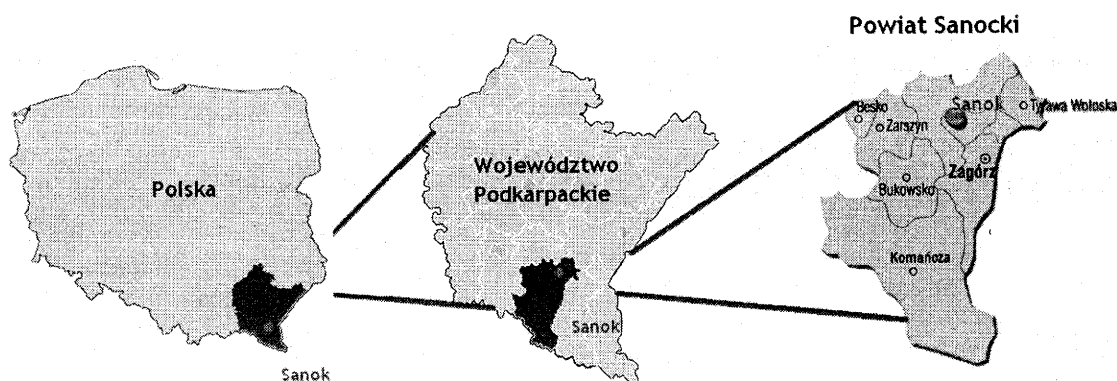 Powiat Sanocki
Polska
Sanok
Województwo
Podkarpackie
Sanok
Besko
Sanok
Tyrawa Wołoska
Zarszyn
Zagórz
Bukowsko
Komańcza